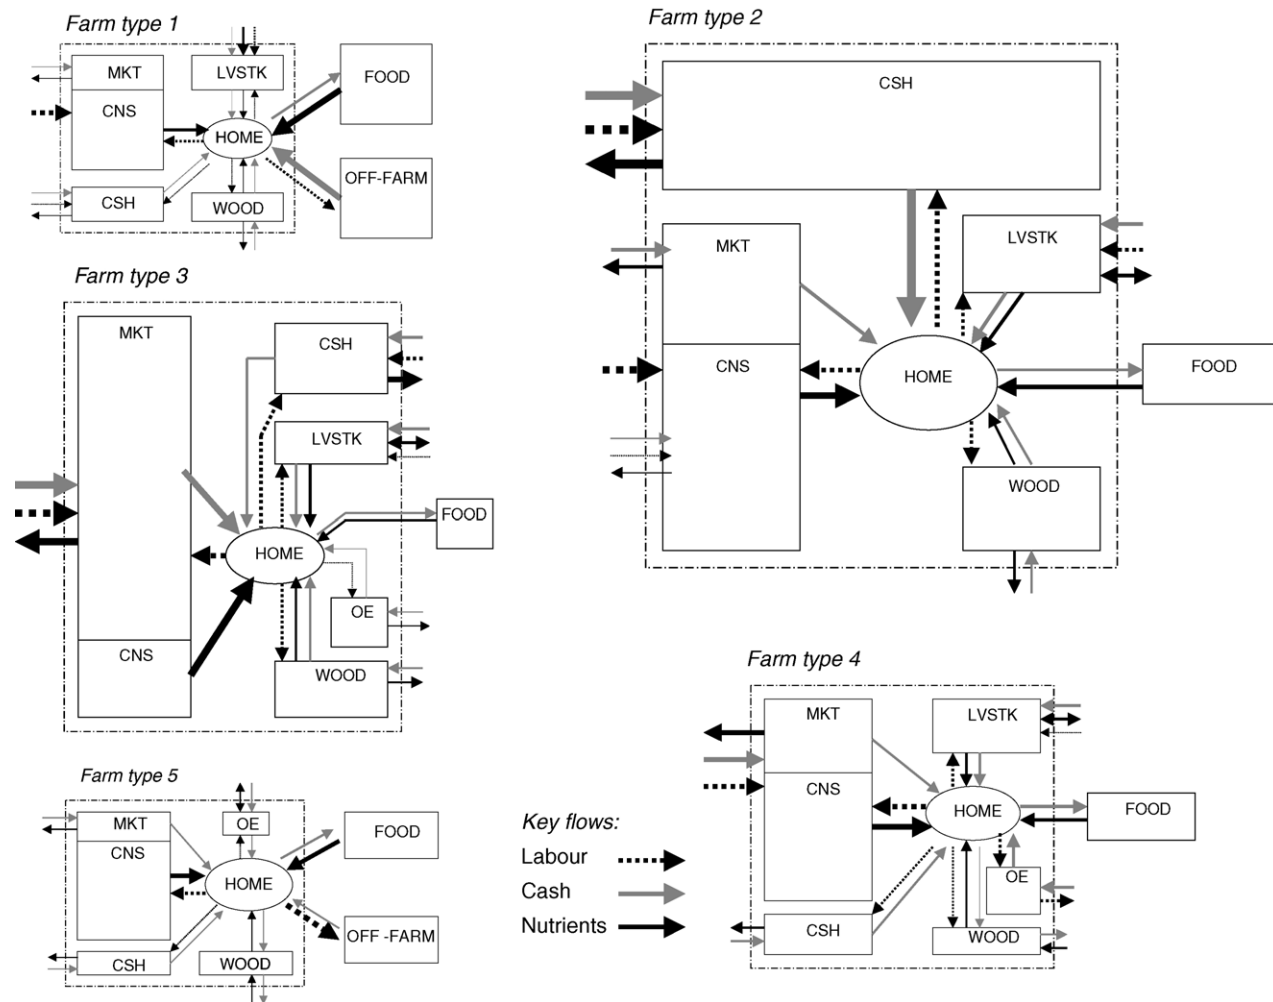 Farm type 1
MKT
LVSTK
FOOD
CNS
HOME
OFF-FARM
CSH
WOOD
Farm type 2
CSH
MKT
LVSTK
CNS
HOME
FOOD
WOOD
Farm type 3
MKT
CSH
LVSTK
FOOD
HOME
OE
CNS
WOOD
Farm type 4
MKT
LVSTK
CNS
HOME
FOOD
OE
CSH
WOOD
Farm type 5
MKT
OE
FOOD
CNS
HOME
OFF -FARM
CSH
WOOD
Key flows:
Labour
Cash
Nutrients